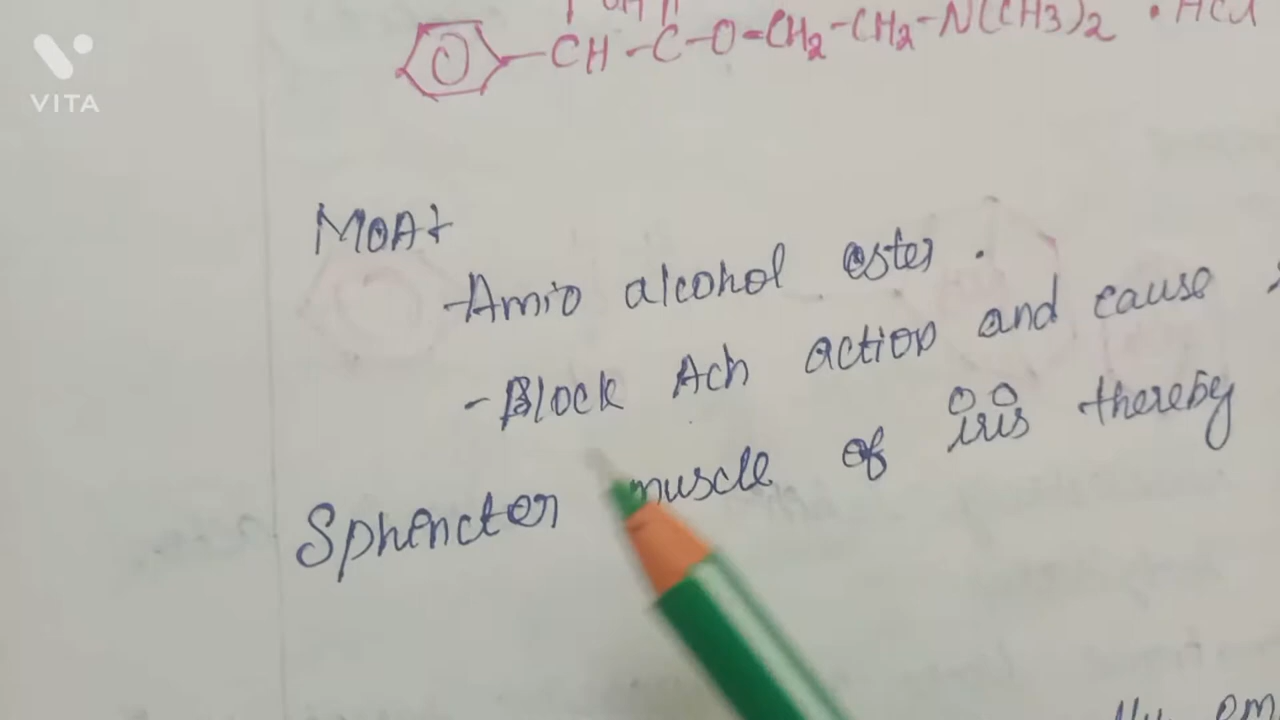 OH
CH-C-O-CH2-CH2-N(CH3)2 · HCl
VITA
MOA+
-Amio alcohol ester.
-Block Ach action and cause
Sphencter muscle of iris thereby